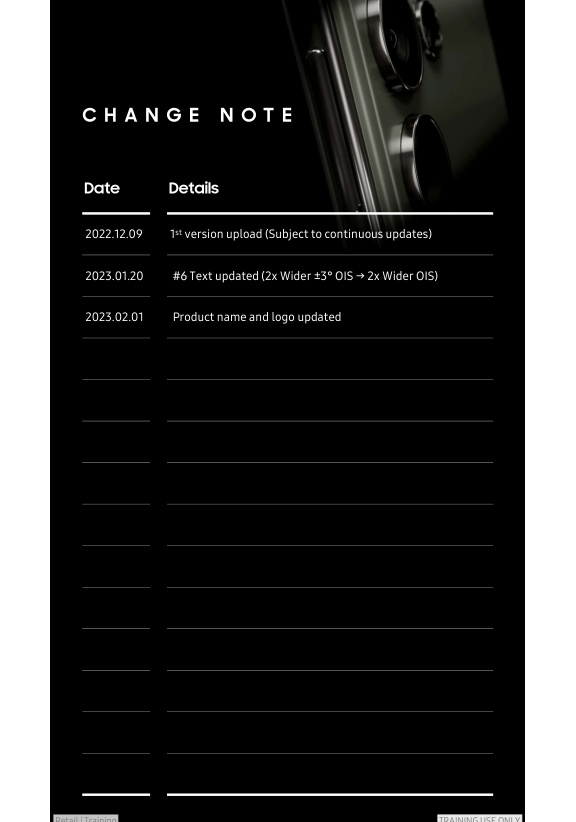 CHANGE NOTE
Date Details
2022.12.09 1st version upload (Subject to continuous updates)
2023.01.20 #6 Text updated (2x Wider ±3° OIS → 2x Wider OIS)
2023.02.01 Product name and logo updated
Retail | Training TRAINING USE ONLY